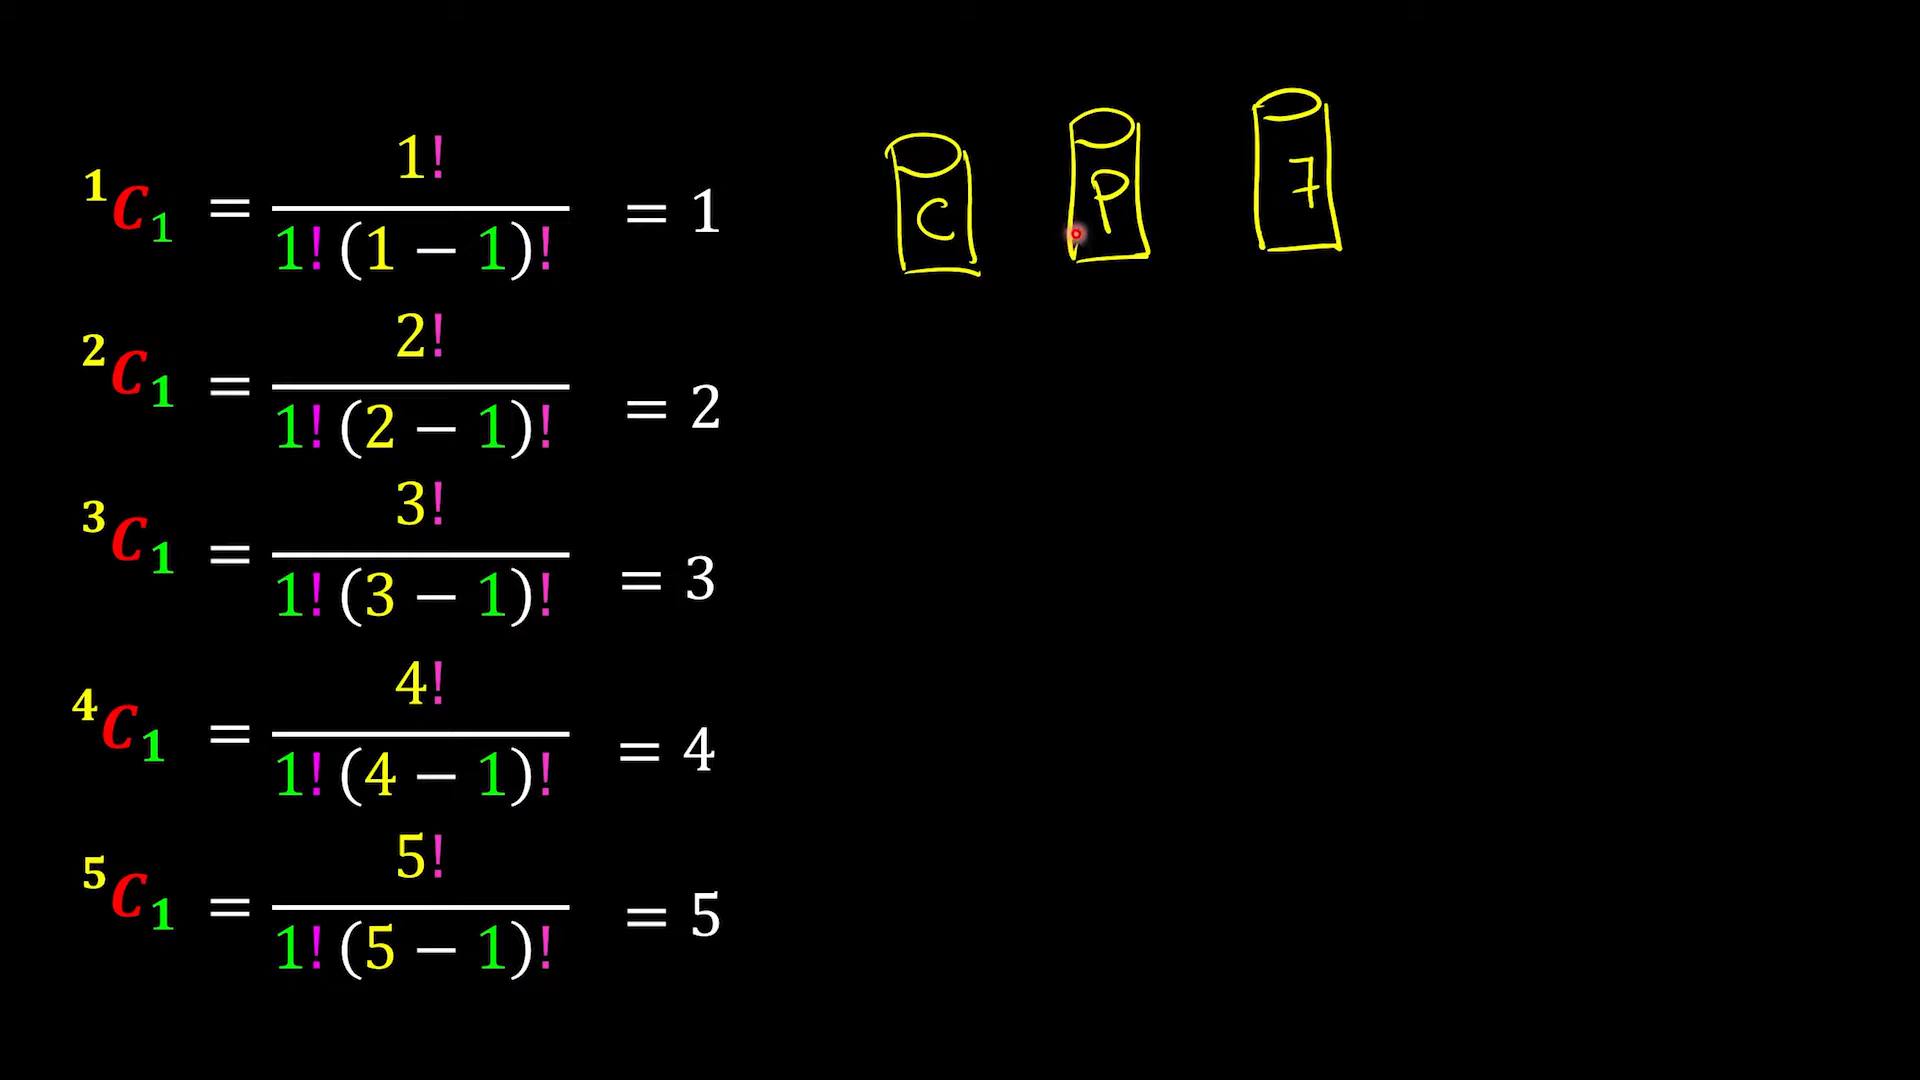 ¹C₁ = 1! / 1!(1 − 1)! = 1
²C₁ = 2! / 1!(2 − 1)! = 2
³C₁ = 3! / 1!(3 − 1)! = 3
⁴C₁ = 4! / 1!(4 − 1)! = 4
⁵C₁ = 5! / 1!(5 − 1)! = 5
C P 7